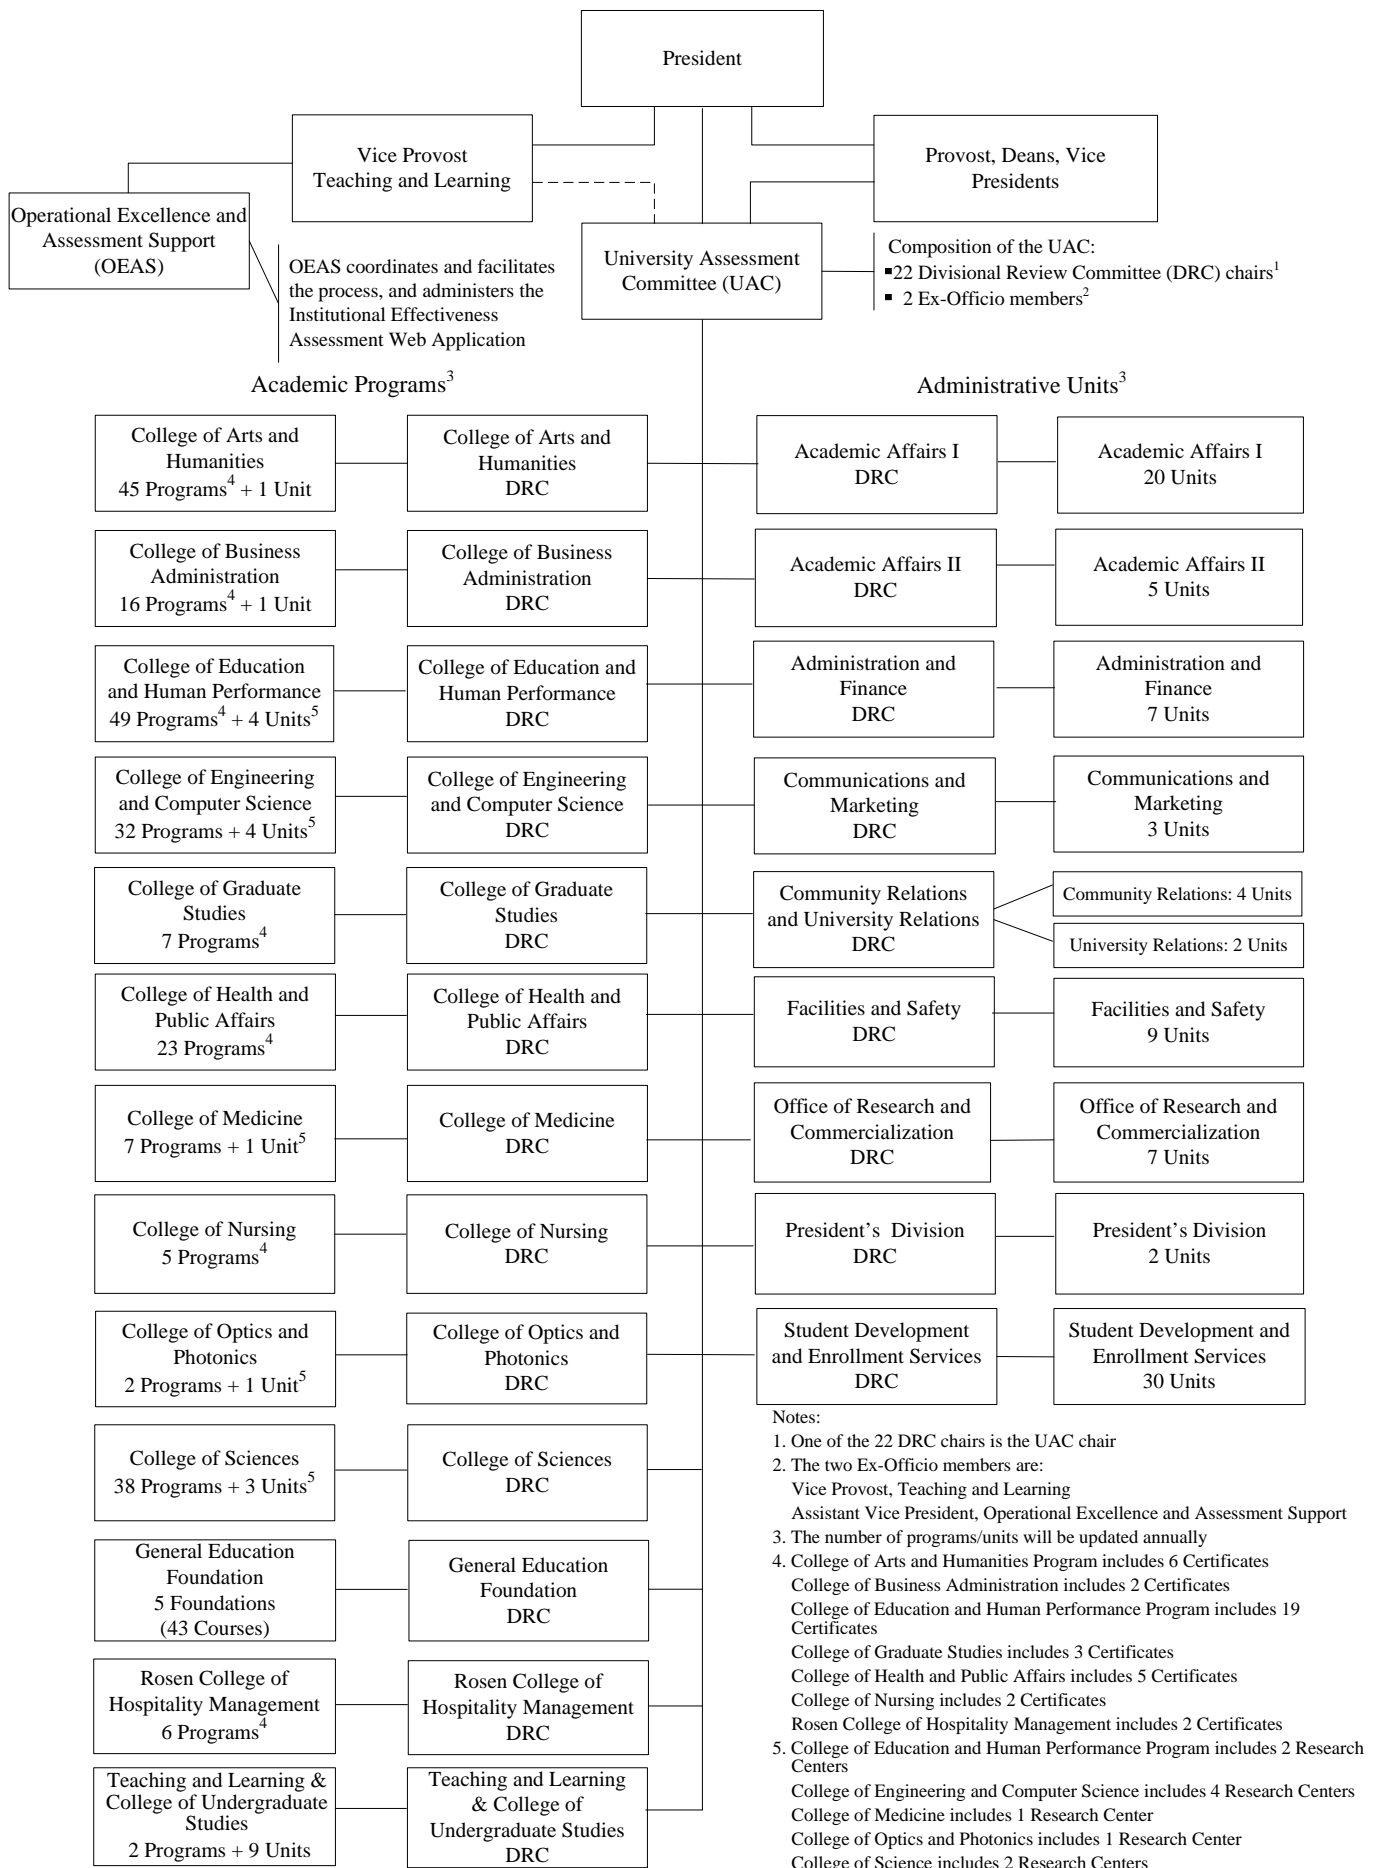 President
Vice Provost
Teaching and Learning
Provost, Deans, Vice
Presidents
Operational Excellence and
Assessment Support
(OEAS)
OEAS coordinates and facilitates
the process, and administers the
Institutional Effectiveness
Assessment Web Application
University Assessment
Committee (UAC)
Composition of the UAC:
▪22 Divisional Review Committee (DRC) chairs¹
▪ 2 Ex-Officio members²
Academic Programs³
Administrative Units³
College of Arts and
Humanities
45 Programs⁴ + 1 Unit
College of Arts and
Humanities
DRC
Academic Affairs I
DRC
Academic Affairs I
20 Units
College of Business
Administration
16 Programs⁴ + 1 Unit
College of Business
Administration
DRC
Academic Affairs II
DRC
Academic Affairs II
5 Units
College of Education
and Human Performance
49 Programs⁴ + 4 Units⁵
College of Education and
Human Performance
DRC
Administration and
Finance
DRC
Administration and
Finance
7 Units
College of Engineering
and Computer Science
32 Programs + 4 Units⁵
College of Engineering
and Computer Science
DRC
Communications and
Marketing
DRC
Communications and
Marketing
3 Units
College of Graduate
Studies
7 Programs⁴
College of Graduate
Studies
DRC
Community Relations
and University Relations
DRC
Community Relations: 4 Units
University Relations: 2 Units
College of Health and
Public Affairs
23 Programs⁴
College of Health and
Public Affairs
DRC
Facilities and Safety
DRC
Facilities and Safety
9 Units
College of Medicine
7 Programs + 1 Unit⁵
College of Medicine
DRC
Office of Research and
Commercialization
DRC
Office of Research and
Commercialization
7 Units
College of Nursing
5 Programs⁴
College of Nursing
DRC
President’s Division
DRC
President’s Division
2 Units
College of Optics and
Photonics
2 Programs + 1 Unit⁵
College of Optics and
Photonics
DRC
Student Development
and Enrollment Services
DRC
Student Development and
Enrollment Services
30 Units
College of Sciences
38 Programs + 3 Units⁵
College of Sciences
DRC
General Education
Foundation
5 Foundations
(43 Courses)
General Education
Foundation
DRC
Rosen College of
Hospitality Management
6 Programs⁴
Rosen College of
Hospitality Management
DRC
Teaching and Learning &
College of Undergraduate
Studies
2 Programs + 9 Units
Teaching and Learning
& College of
Undergraduate Studies
DRC
Notes:
1. One of the 22 DRC chairs is the UAC chair
2. The two Ex-Officio members are:
Vice Provost, Teaching and Learning
Assistant Vice President, Operational Excellence and Assessment Support
3. The number of programs/units will be updated annually
4. College of Arts and Humanities Program includes 6 Certificates
College of Business Administration includes 2 Certificates
College of Education and Human Performance Program includes 19
Certificates
College of Graduate Studies includes 3 Certificates
College of Health and Public Affairs includes 5 Certificates
College of Nursing includes 2 Certificates
Rosen College of Hospitality Management includes 2 Certificates
5. College of Education and Human Performance Program includes 2 Research
Centers
College of Engineering and Computer Science includes 4 Research Centers
College of Medicine includes 1 Research Center
College of Optics and Photonics includes 1 Research Center
College of Science includes 2 Research Centers